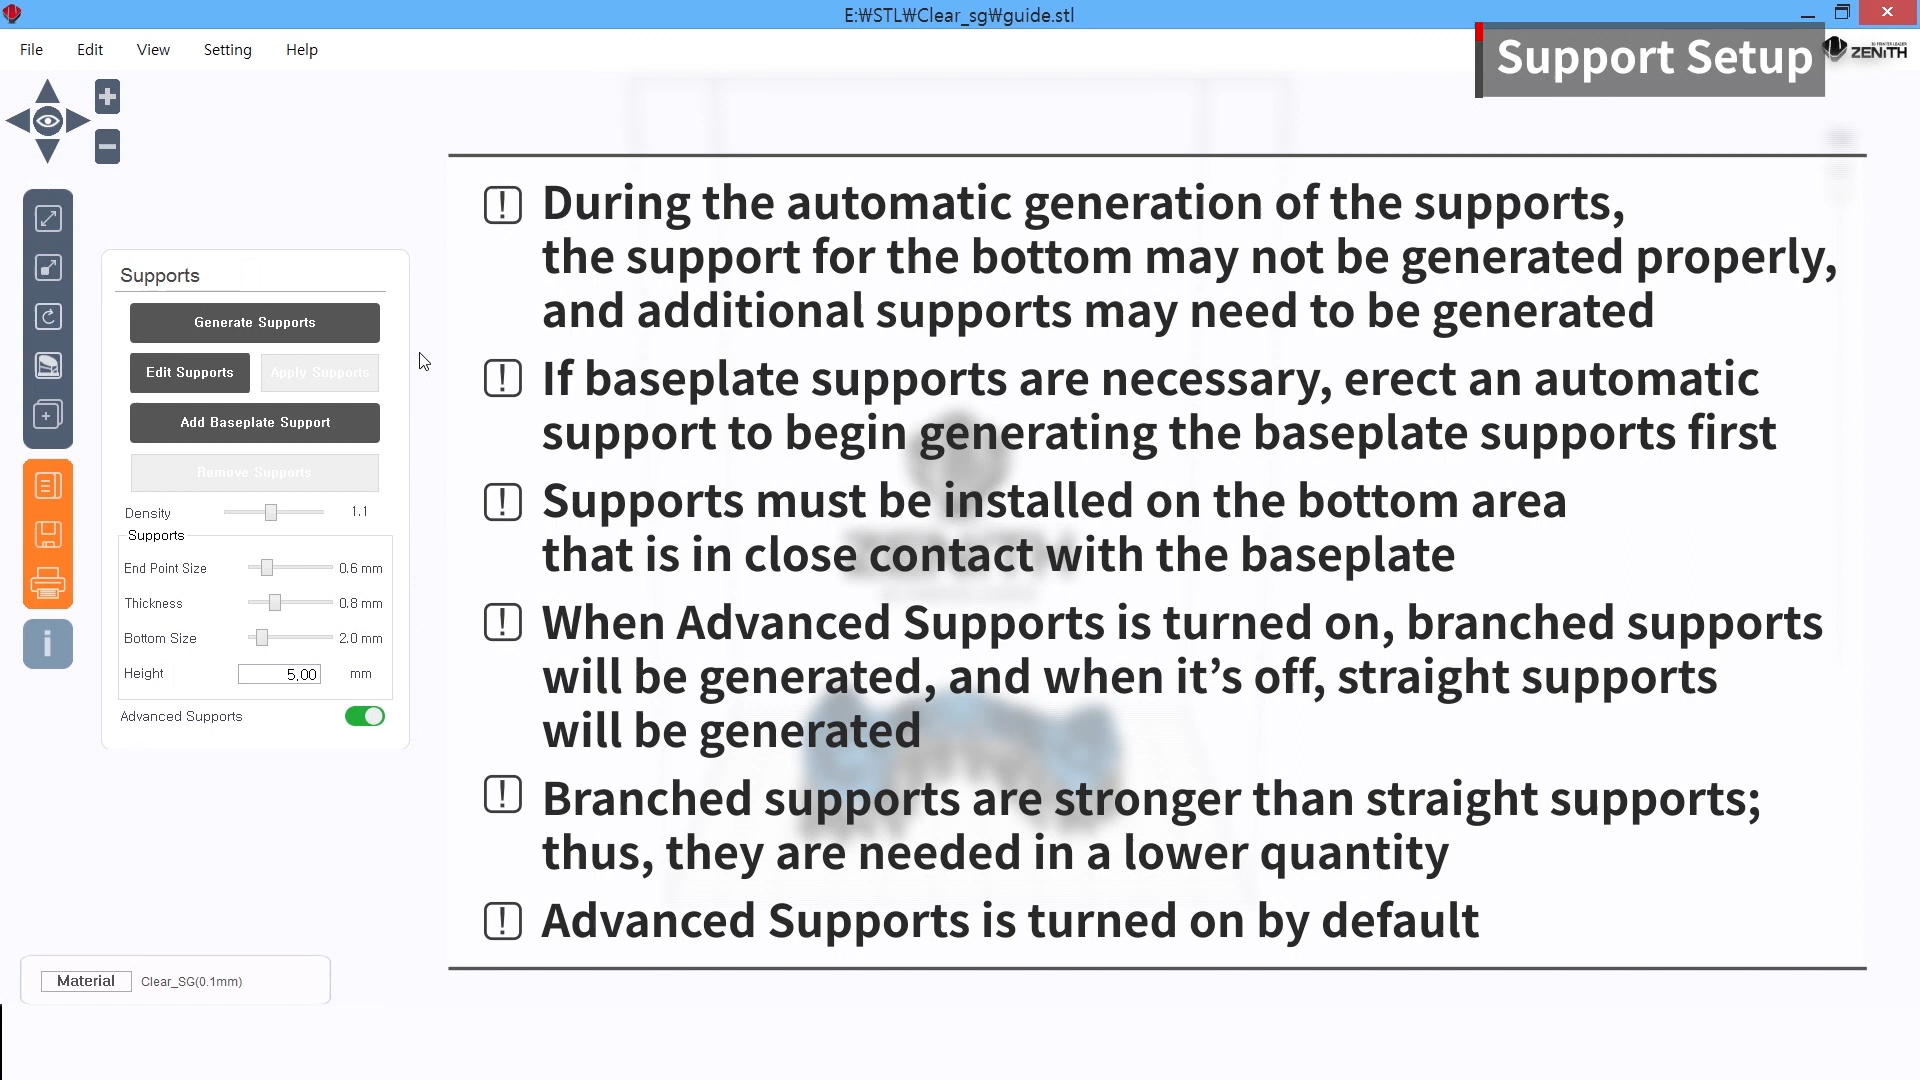 E:₩STL₩Clear_sg₩guide.stl
File Edit View Setting Help
Support Setup
ZENITH
Supports
Generate Supports
Edit Supports Apply Supports
Add Baseplate Support
Remove Supports
Density 1.1
Supports
End Point Size 0.6 mm
Thickness 0.8 mm
Bottom Size 2.0 mm
Height 5.00 mm
Advanced Supports
Material Clear_SG(0.1mm)
During the automatic generation of the supports,
the support for the bottom may not be generated properly,
and additional supports may need to be generated
If baseplate supports are necessary, erect an automatic
support to begin generating the baseplate supports first
Supports must be installed on the bottom area
that is in close contact with the baseplate
When Advanced Supports is turned on, branched supports
will be generated, and when it’s off, straight supports
will be generated
Branched supports are stronger than straight supports;
thus, they are needed in a lower quantity
Advanced Supports is turned on by default